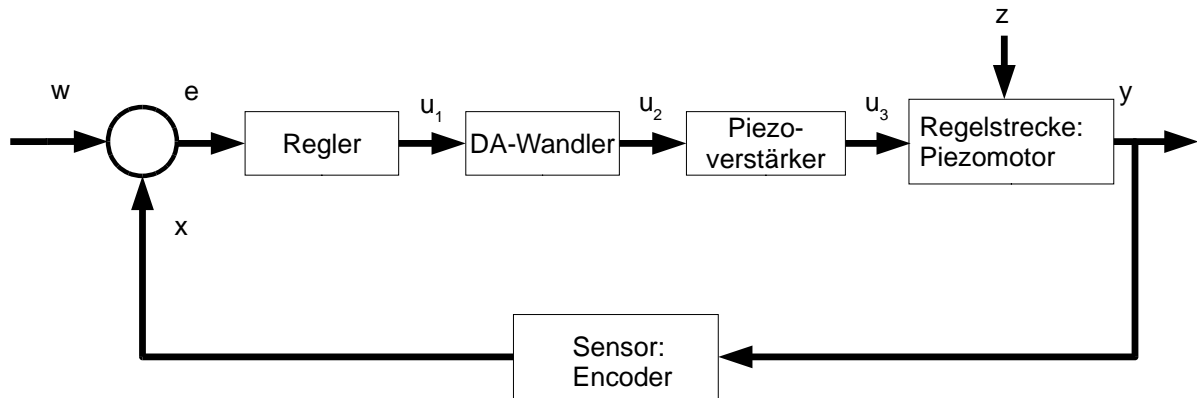 z
w
e
u1
u2
u3
y
Regler
DA-Wandler
Piezo-
verstärker
Regelstrecke:
Piezomotor
x
Sensor:
Encoder